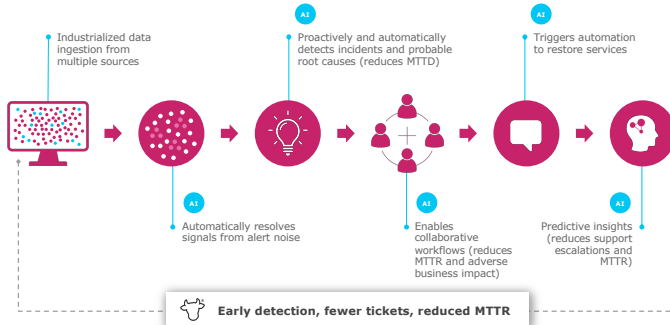 AI
AI
Industrialized data
ingestion from
multiple sources
Proactively and automatically
detects incidents and probable
root causes (reduces MTTD)
Triggers automation
to restore services
AI
AI
AI
Automatically resolves
signals from alert noise
Enables
collaborative
workflows (reduces
MTTR and adverse
business impact)
Predictive insights
(reduces support
escalations and
MTTR)
Early detection, fewer tickets, reduced MTTR